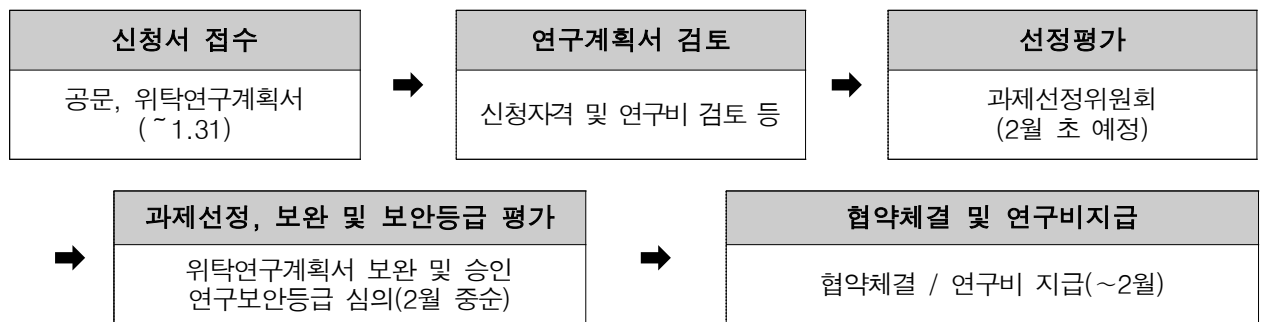 신청서 접수
공문, 위탁연구계획서
(~1.31)
연구계획서 검토
신청자격 및 연구비 검토 등
선정평가
과제선정위원회
(2월 초 예정)
과제선정, 보완 및 보안등급 평가
위탁연구계획서 보완 및 승인
연구보안등급 심의(2월 중순)
협약체결 및 연구비지급
협약체결 / 연구비 지급(～2월)